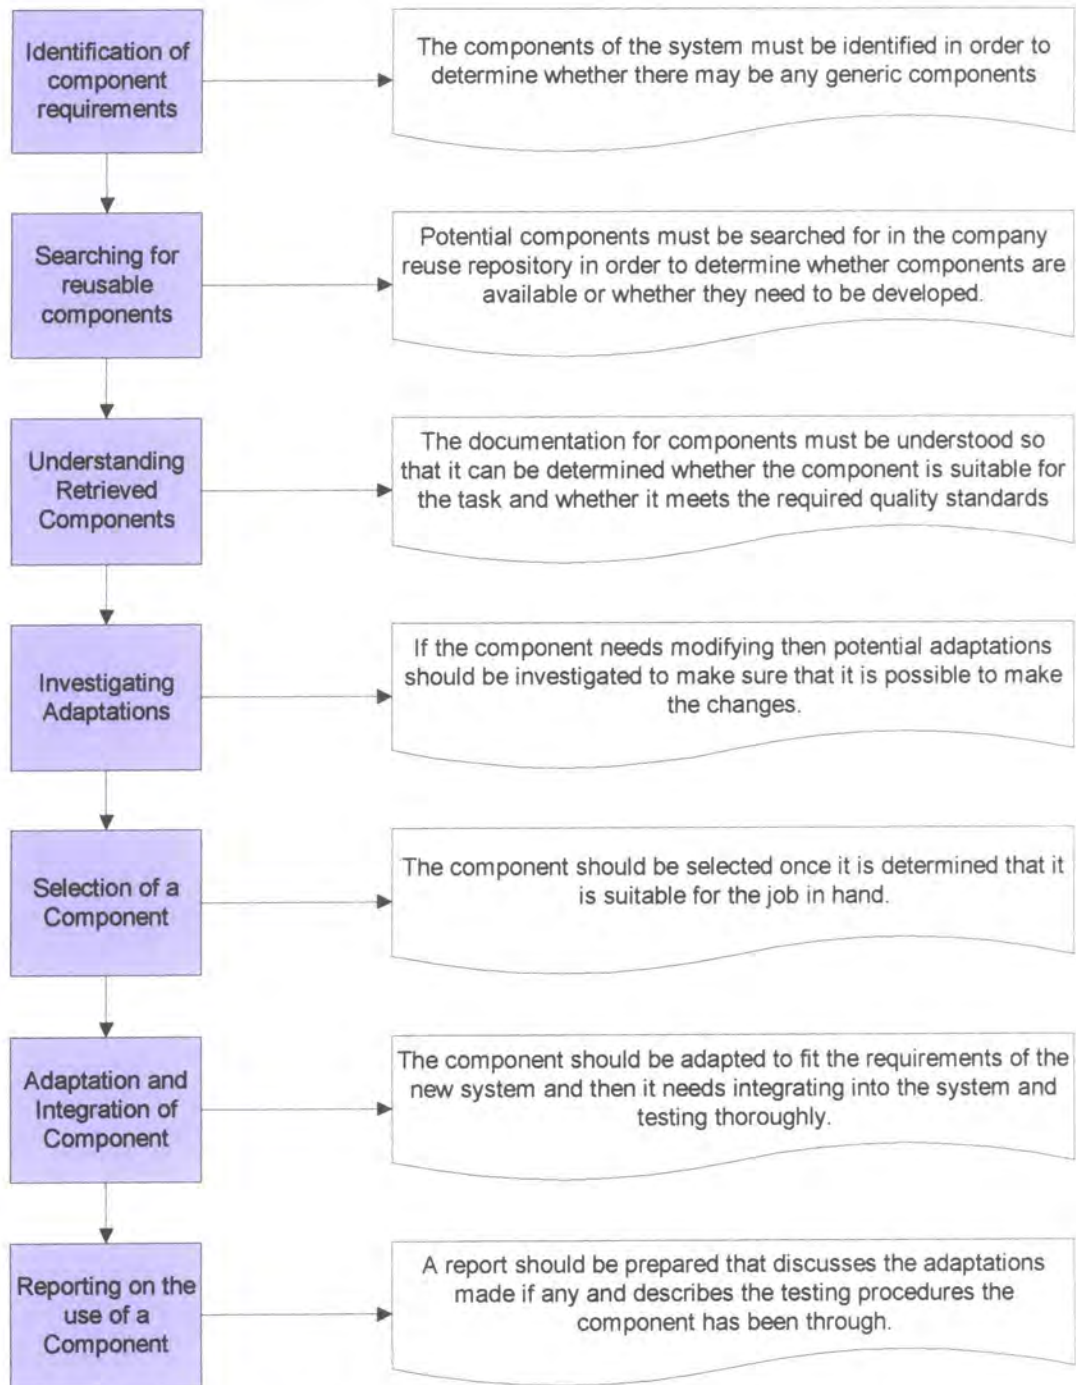 Identification of
component
requirements
The components of the system must be identified in order to
determine whether there may be any generic components
Searching for
reusable
components
Potential components must be searched for in the company
reuse repository in order to determine whether components are
available or whether they need to be developed.
Understanding
Retrieved
Components
The documentation for components must be understood so
that it can be determined whether the component is suitable for
the task and whether it meets the required quality standards
Investigating
Adaptations
If the component needs modifying then potential adaptations
should be investigated to make sure that it is possible to make
the changes.
Selection of a
Component
The component should be selected once it is determined that it
is suitable for the job in hand.
Adaptation and
Integration of
Component
The component should be adapted to fit the requirements of the
new system and then it needs integrating into the system and
testing thoroughly.
Reporting on the
use of a
Component
A report should be prepared that discusses the adaptations
made if any and describes the testing procedures the
component has been through.